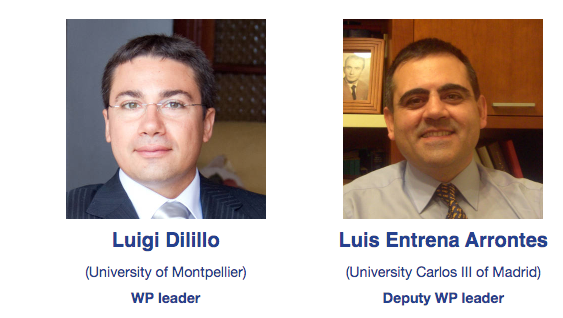 Luigi Dilillo
Luis Entrena Arrontes
(University of Montpellier)
(University Carlos III of Madrid)
WP leader
Deputy WP leader